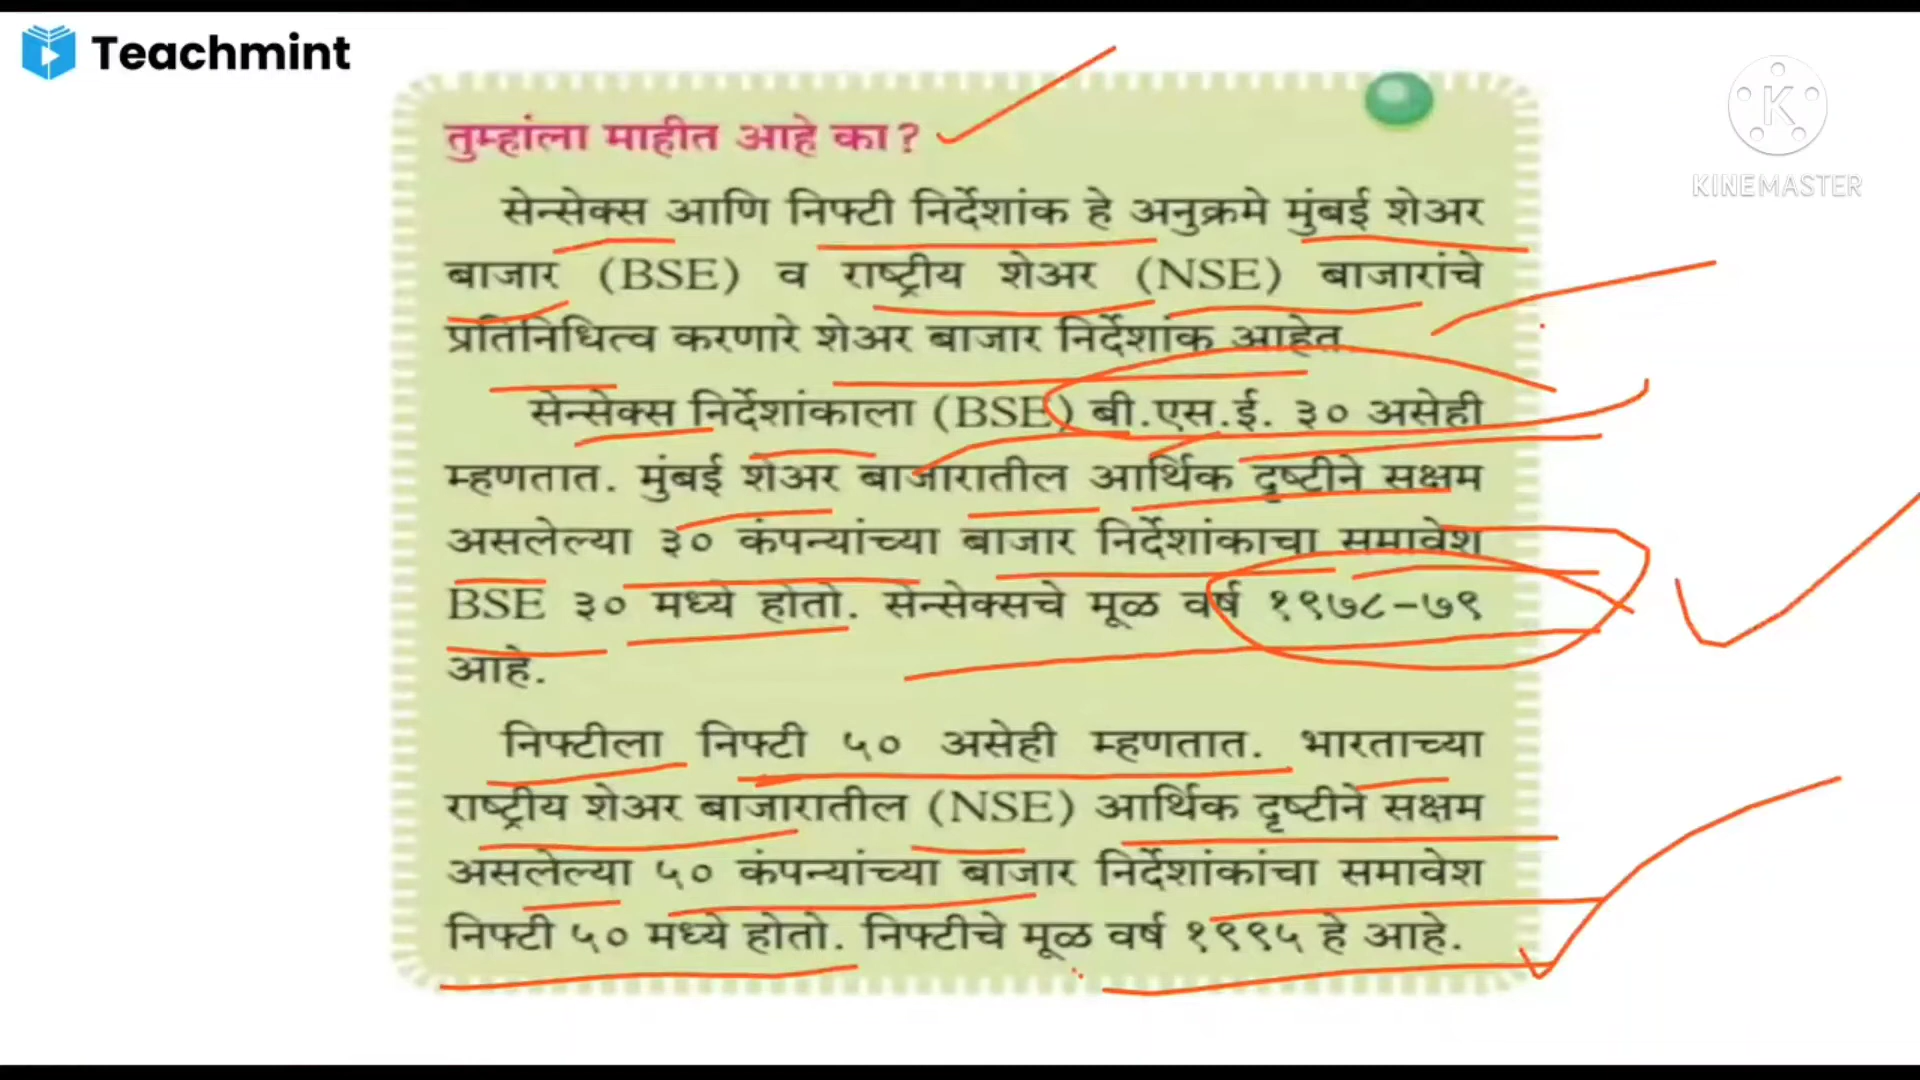 Teachmint
KINEMASTER
तुम्हांला माहीत आहे का?
सेन्सेक्स आणि निफ्टी निर्देशांक हे अनुक्रमे मुंबई शेअर
बाजार (BSE) व राष्ट्रीय शेअर (NSE) बाजारांचे
प्रतिनिधित्व करणारे शेअर बाजार निर्देशांक आहेत.
सेन्सेक्स निर्देशांकाला (BSE) बी.एस.ई. ३० असेही
म्हणतात. मुंबई शेअर बाजारातील आर्थिक दृष्टीने सक्षम
असलेल्या ३० कंपन्यांच्या बाजार निर्देशांकाचा समावेश
BSE ३० मध्ये होतो. सेन्सेक्सचे मूळ वर्ष १९७८-७९
आहे.
निफ्टीला निफ्टी ५० असेही म्हणतात. भारताच्या
राष्ट्रीय शेअर बाजारातील (NSE) आर्थिक दृष्टीने सक्षम
असलेल्या ५० कंपन्यांच्या बाजार निर्देशांकांचा समावेश
निफ्टी ५० मध्ये होतो. निफ्टीचे मूळ वर्ष १९९५ हे आहे.